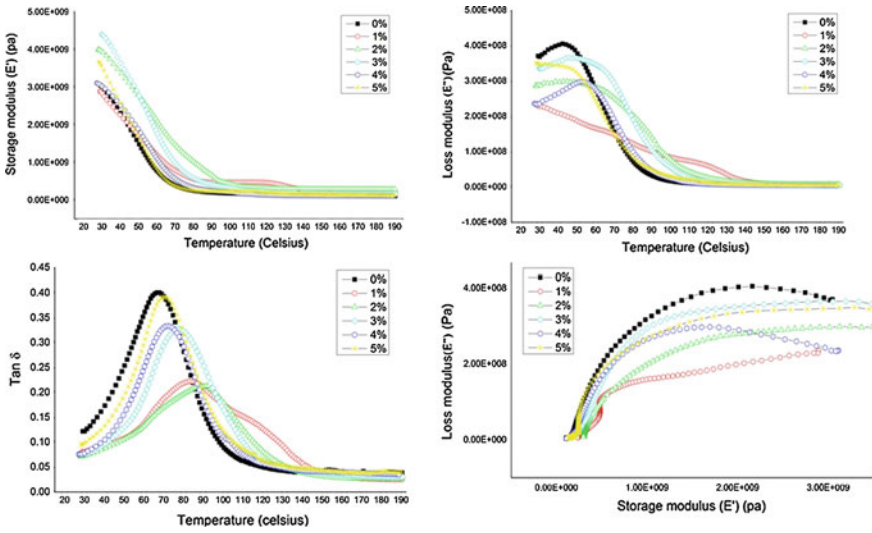 5.00E+009
4.00E+009
3.00E+009
2.00E+009
1.00E+009
0.00E+000
Storage modulus (E') (pa)
20 30 40 50 60 70 80 90 100 110 120 130 140 150 160 170 180 190
Temperature (Celsius)
0%
1%
2%
3%
4%
5%
5.00E+008
4.00E+008
3.00E+008
2.00E+008
1.00E+008
0.00E+000
-1.00E+008
Loss modulus (E'')(Pa)
20 30 40 50 60 70 80 90 100 110 120 130 140 150 160 170 180 190
Temperature (Celsius)
0%
1%
2%
3%
4%
5%
0.45
0.40
0.35
0.30
0.25
0.20
0.15
0.10
0.05
0.00
Tan δ
20 30 40 50 60 70 80 90 100 110 120 130 140 150 160 170 180 190
Temperature (celsius)
0%
1%
2%
3%
4%
5%
4.00E+008
2.00E+008
0.00E+000
Loss modulus(E'') (Pa)
0.00E+000 1.00E+009 2.00E+009 3.00E+009
Storage modulus (E') (pa)
0%
1%
2%
3%
4%
5%